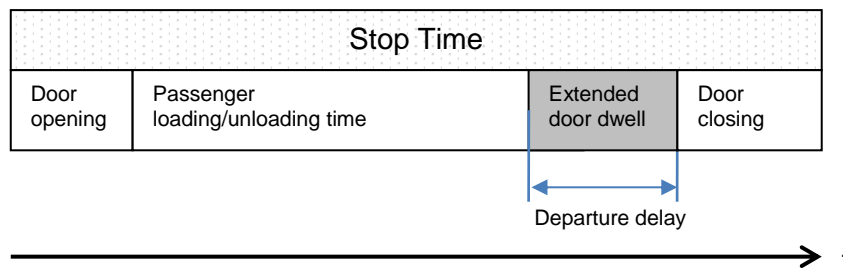 Stop Time
Door
opening
Passenger
loading/unloading time
Extended
door dwell
Door
closing
Departure delay